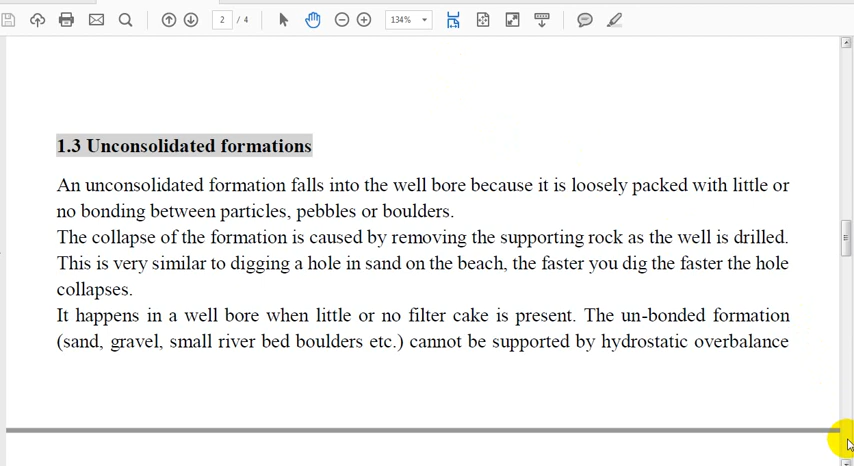 2 / 4
134%
1.3 Unconsolidated formations
An unconsolidated formation falls into the well bore because it is loosely packed with little or
no bonding between particles, pebbles or boulders.
The collapse of the formation is caused by removing the supporting rock as the well is drilled.
This is very similar to digging a hole in sand on the beach, the faster you dig the faster the hole
collapses.
It happens in a well bore when little or no filter cake is present. The un-bonded formation
(sand, gravel, small river bed boulders etc.) cannot be supported by hydrostatic overbalance